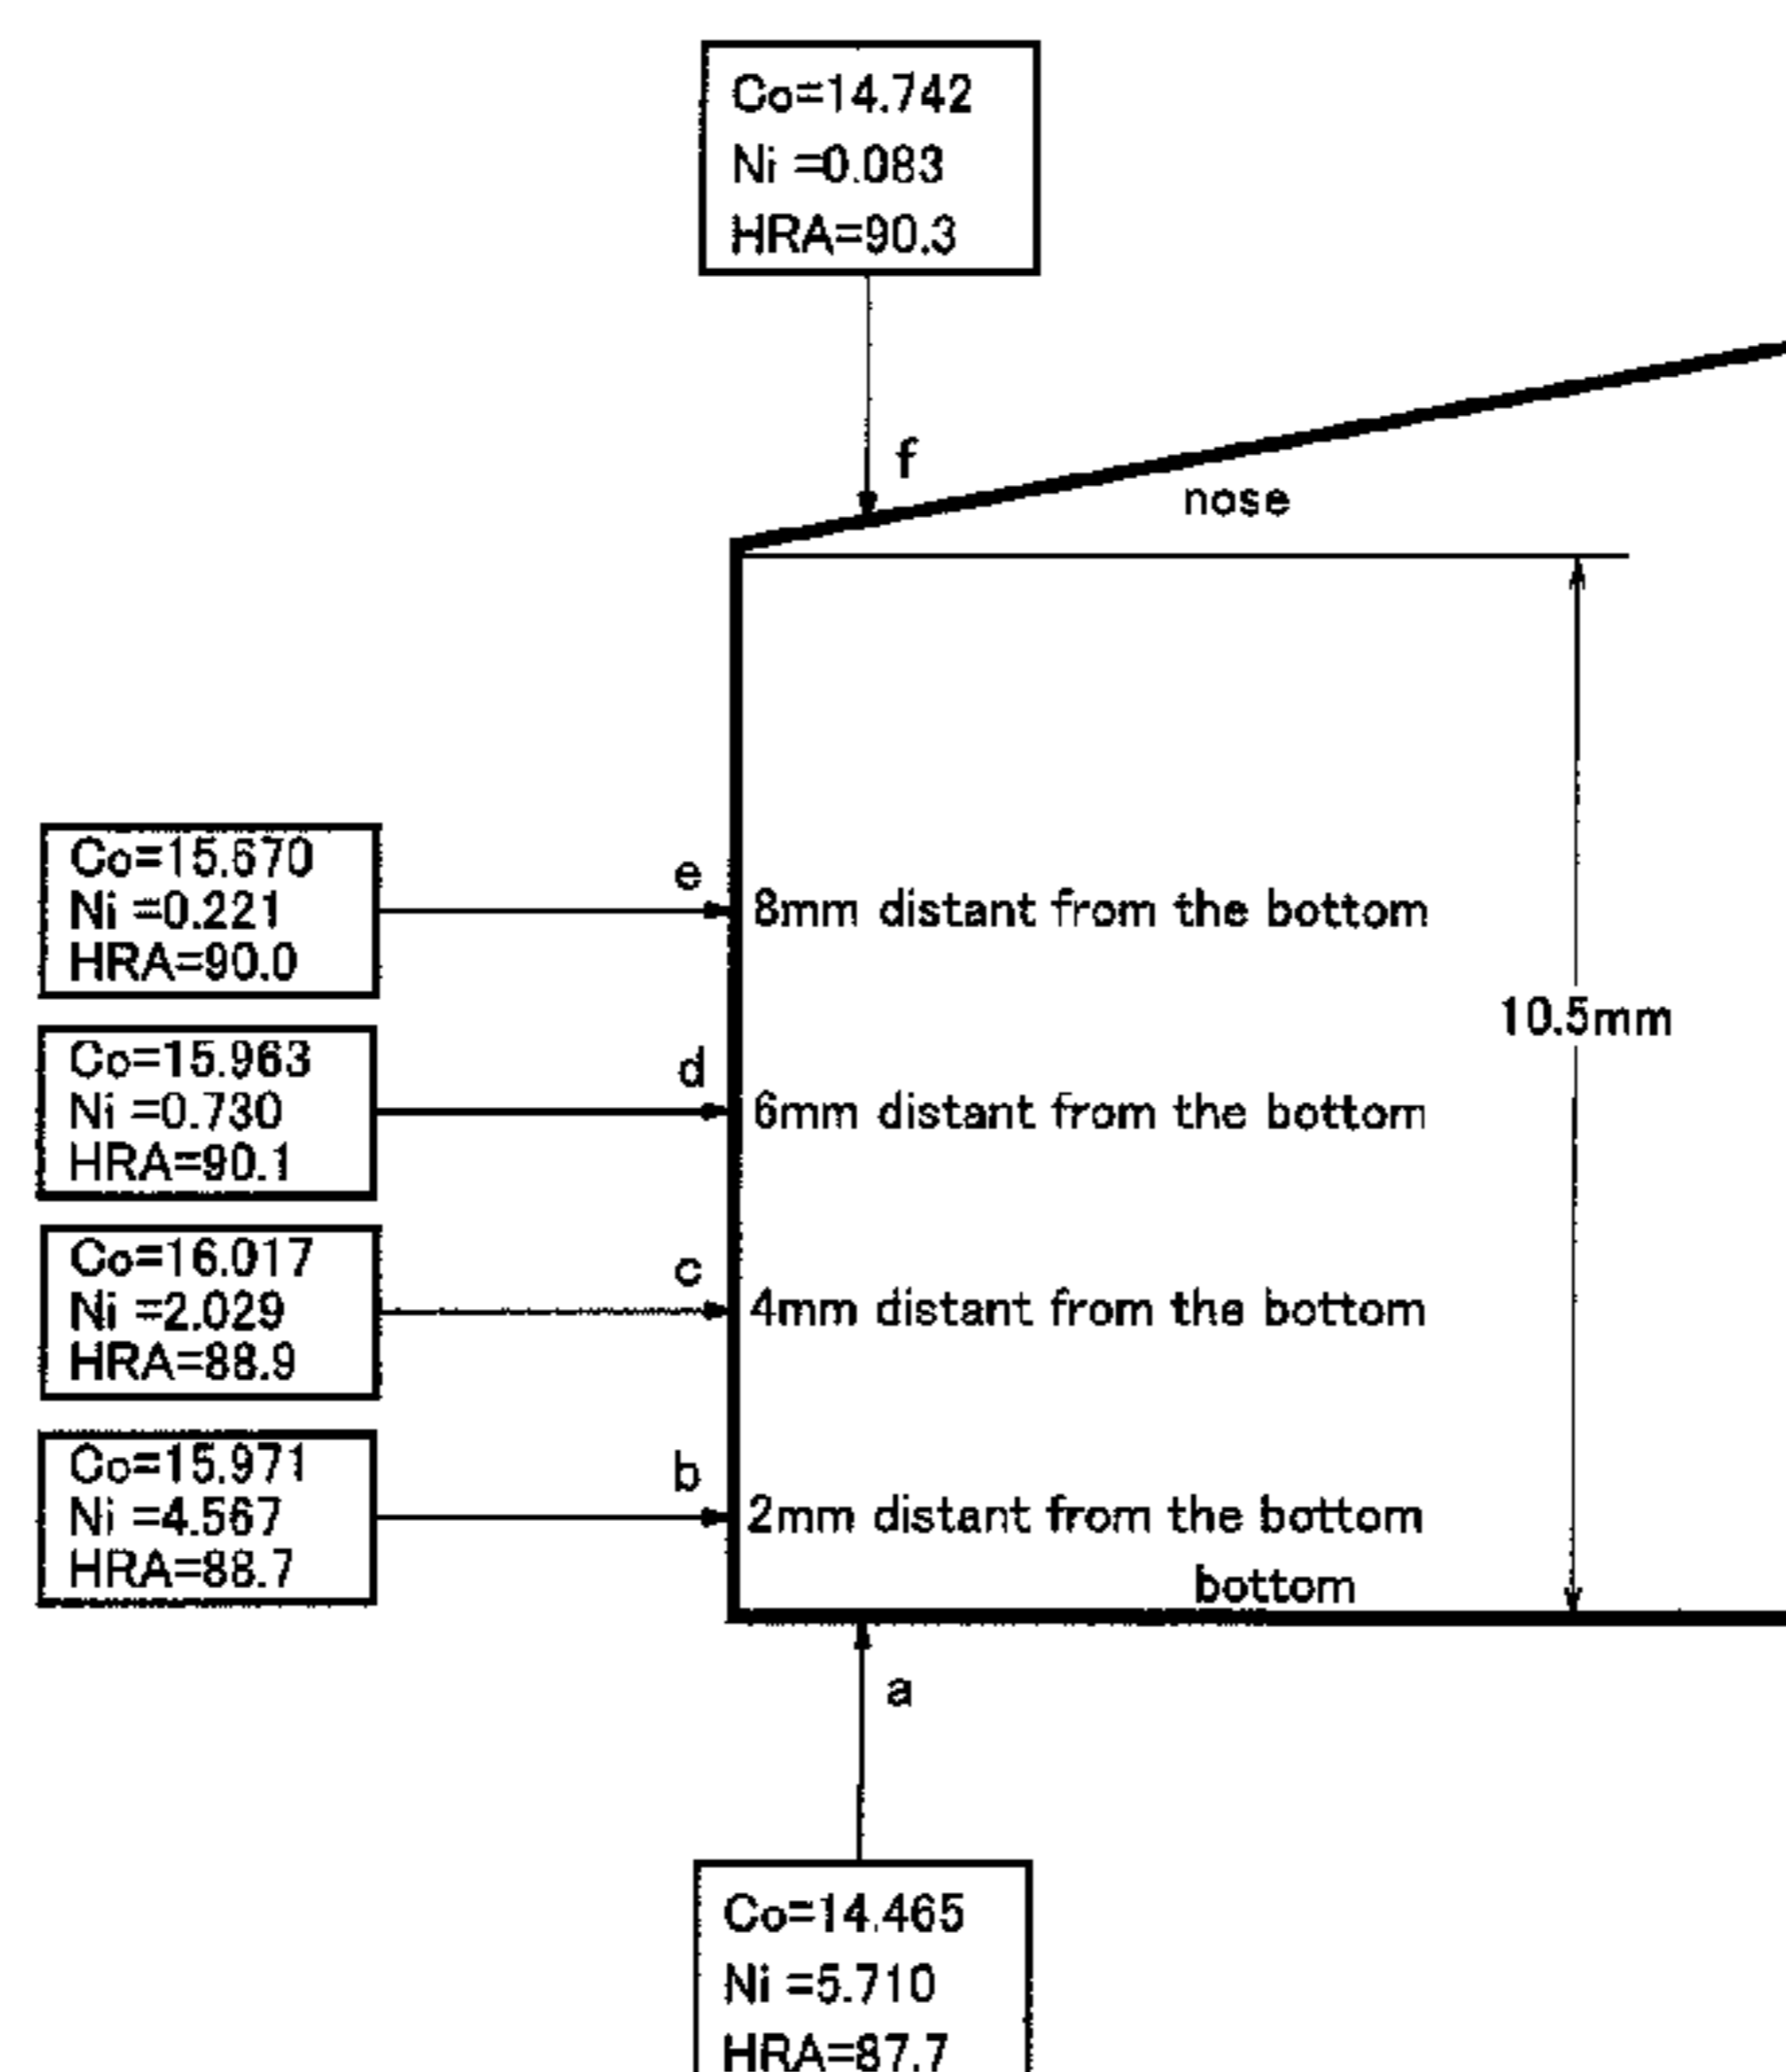 Co=14.742
Ni =0.083
HRA=90.3
f
nose
Co=15.670
Ni =0.221
HRA=90.0
e
8mm distant from the bottom
10.5mm
Co=15.963
Ni =0.730
HRA=90.1
d
6mm distant from the bottom
Co=16.017
Ni =2.029
HRA=88.9
c
4mm distant from the bottom
Co=15.971
Ni =4.567
HRA=88.7
b
2mm distant from the bottom
bottom
a
Co=14.465
Ni =5.710
HRA=87.7